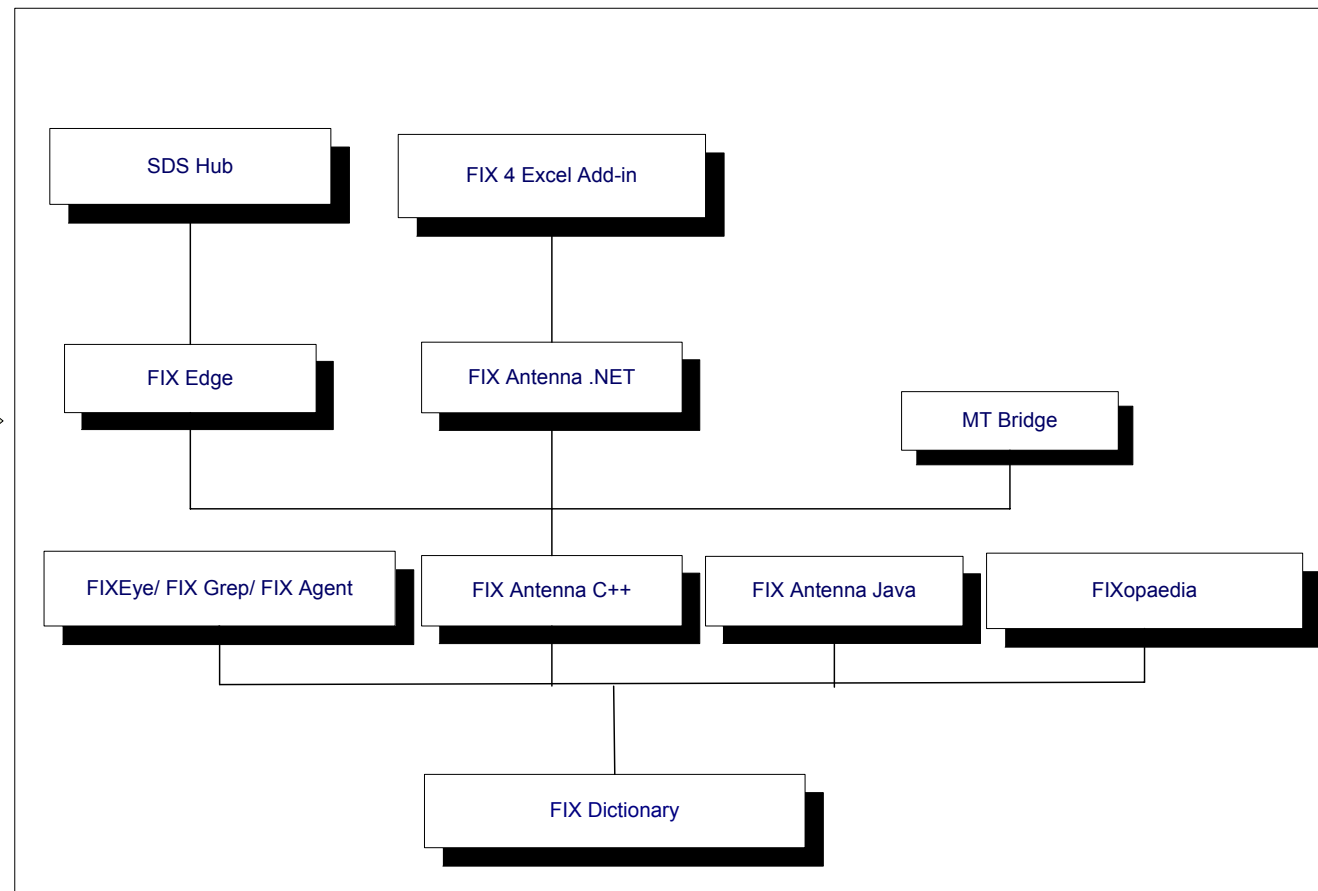 SDS Hub
FIX 4 Excel Add-in
FIX Edge
FIX Antenna .NET
MT Bridge
FIXEye/ FIX Grep/ FIX Agent
FIX Antenna C++
FIX Antenna Java
FIXopaedia
FIX Dictionary